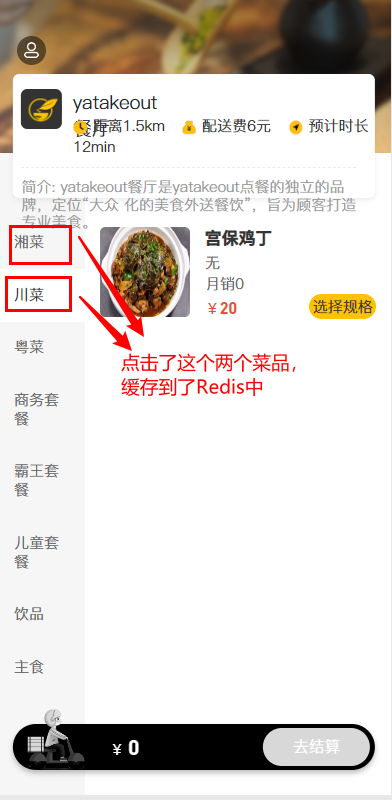 yatakeout
餐厅
距离1.5km 配送费6元 预计时长
12min
简介: yatakeout餐厅是yatakeout点餐的独立的品
牌，定位“大众 化的美食外送餐饮”，旨为顾客打造
专业美食。
湘菜
宫保鸡丁
无
月销0
￥20
选择规格
川菜
粤菜
点击了这个两个菜品，
缓存到了Redis中
商务套
餐
霸王套
餐
儿童套
餐
饮品
主食
￥0
去结算